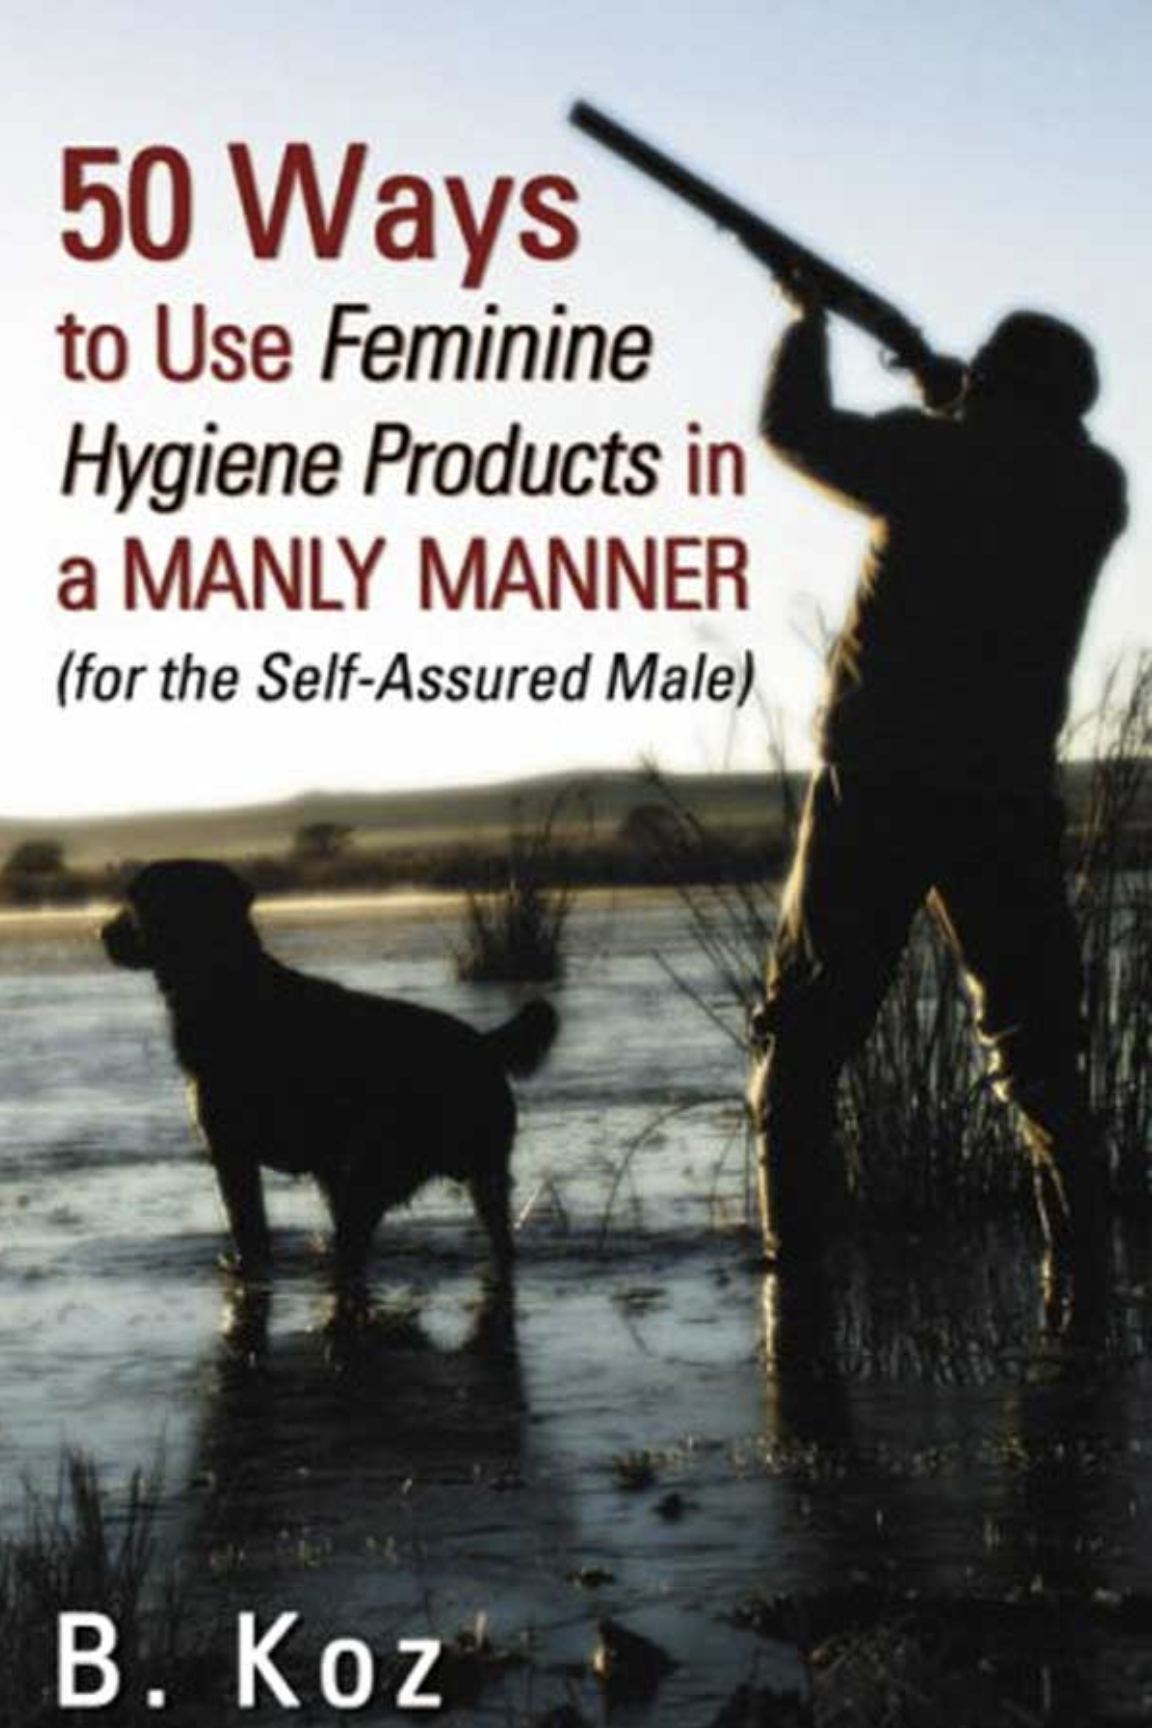 50 Ways
to Use Feminine
Hygiene Products in
a MANLY MANNER
(for the Self-Assured Male)
B. Koz